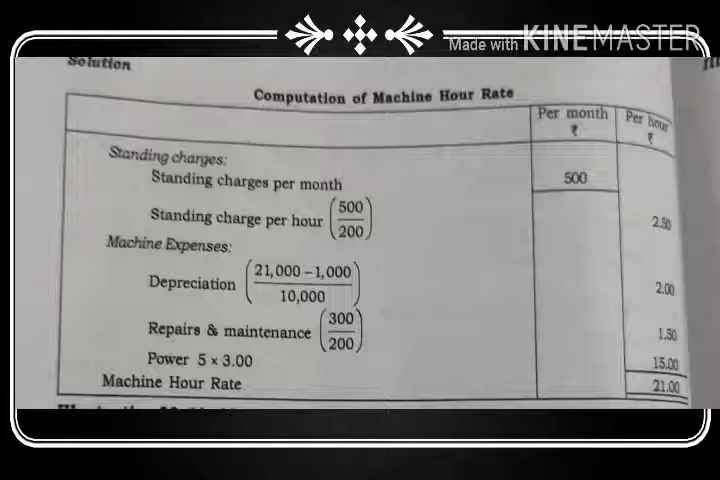 Made with KINEMASTER
Solution
Computation of Machine Hour Rate
Per month Per hour
₹ ₹
Standing charges:
Standing charges per month 500
Standing charge per hour (500/200) 2.50
Machine Expenses:
Depreciation (21,000 – 1,000/10,000) 2.00
Repairs & maintenance (300/200) 1.50
Power 5 × 3.00 15.00
Machine Hour Rate 21.00